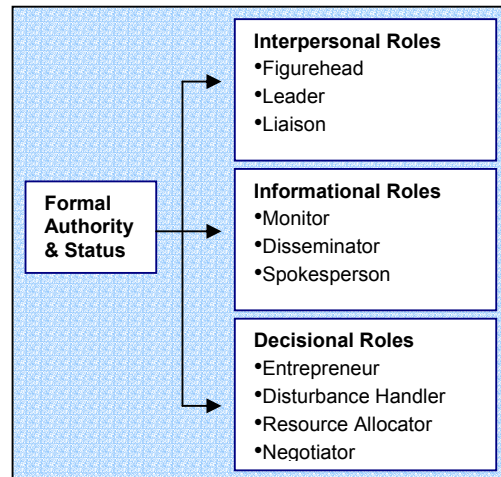 Formal
Authority
& Status
Interpersonal Roles
•Figurehead
•Leader
•Liaison
Informational Roles
•Monitor
•Disseminator
•Spokesperson
Decisional Roles
•Entrepreneur
•Disturbance Handler
•Resource Allocator
•Negotiator